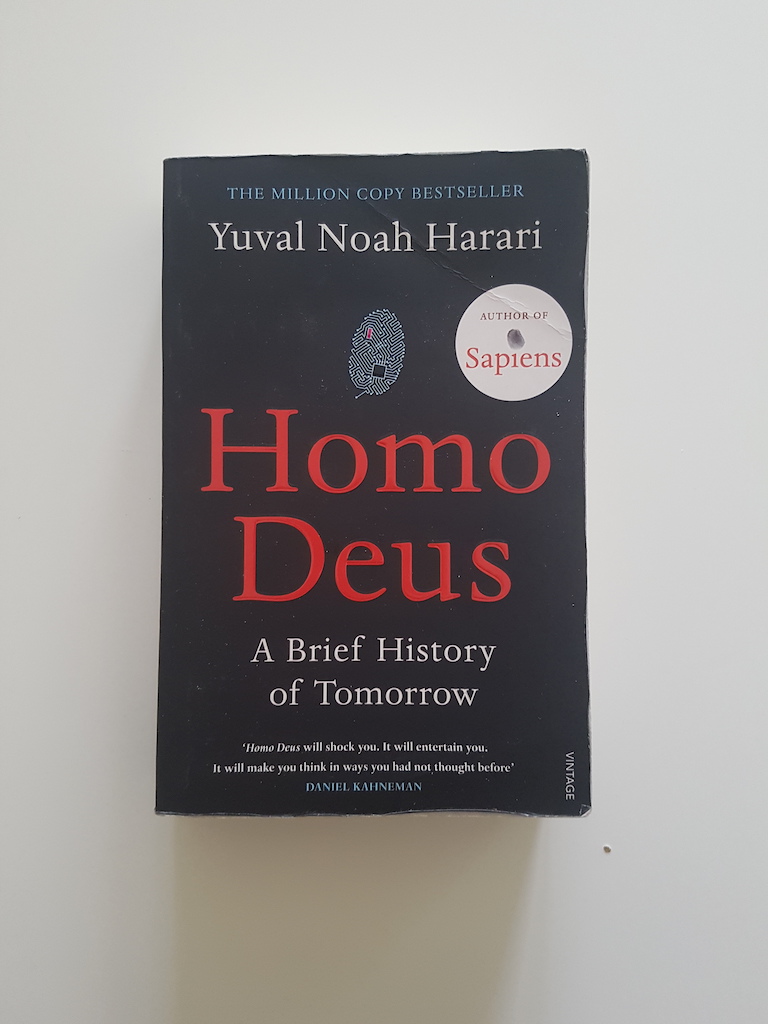 THE MILLION COPY BESTSELLER
Yuval Noah Harari
AUTHOR OF
Sapiens
Homo
Deus
A Brief History
of Tomorrow
‘Homo Deus will shock you. It will entertain you.
It will make you think in ways you had not thought before’
DANIEL KAHNEMAN
VINTAGE